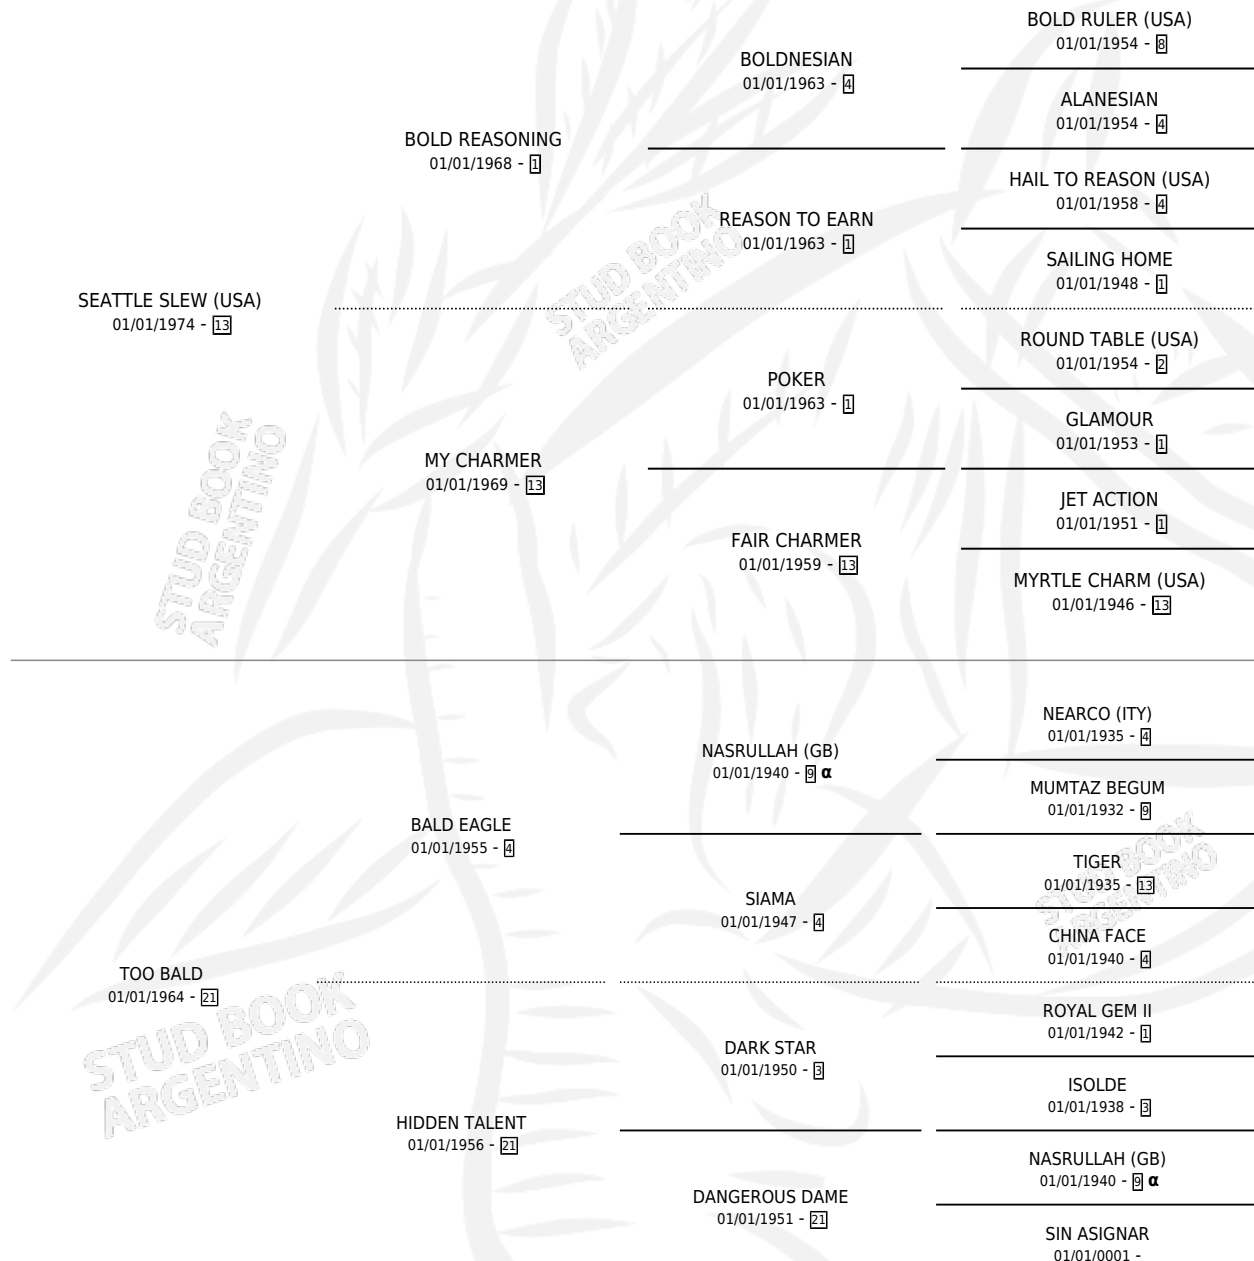 BOLD RULER (USA)
01/01/1954 - 8
BOLDNESIAN
01/01/1963 - 4
ALANESIAN
01/01/1954 - 4
BOLD REASONING
01/01/1968 - 1
HAIL TO REASON (USA)
01/01/1958 - 4
REASON TO EARN
01/01/1963 - 1
SAILING HOME
01/01/1948 - 1
STUD BOOK
ARGENTINO
SEATTLE SLEW (USA)
01/01/1974 - 13
ROUND TABLE (USA)
01/01/1954 - 2
POKER
01/01/1963 - 1
GLAMOUR
01/01/1953 - 1
MY CHARMER
01/01/1969 - 13
JET ACTION
01/01/1951 - 1
FAIR CHARMER
01/01/1959 - 13
MYRTLE CHARM (USA)
01/01/1946 - 13
STUD BOOK
ARGENTINO
NEARCO (ITY)
01/01/1935 - 4
NASRULLAH (GB)
01/01/1940 - 9 α
MUMTAZ BEGUM
01/01/1932 - 9
BALD EAGLE
01/01/1955 - 4
TIGER
01/01/1935 - 13
SIAMA
01/01/1947 - 4
CHINA FACE
01/01/1940 - 4
STUD BOOK
ARGENTINO
TOO BALD
01/01/1964 - 21
STUD BOOK
ARGENTINO
ROYAL GEM II
01/01/1942 - 1
DARK STAR
01/01/1950 - 3
ISOLDE
01/01/1938 - 3
HIDDEN TALENT
01/01/1956 - 21
NASRULLAH (GB)
01/01/1940 - 9 α
DANGEROUS DAME
01/01/1951 - 21
SIN ASIGNAR
01/01/0001 -